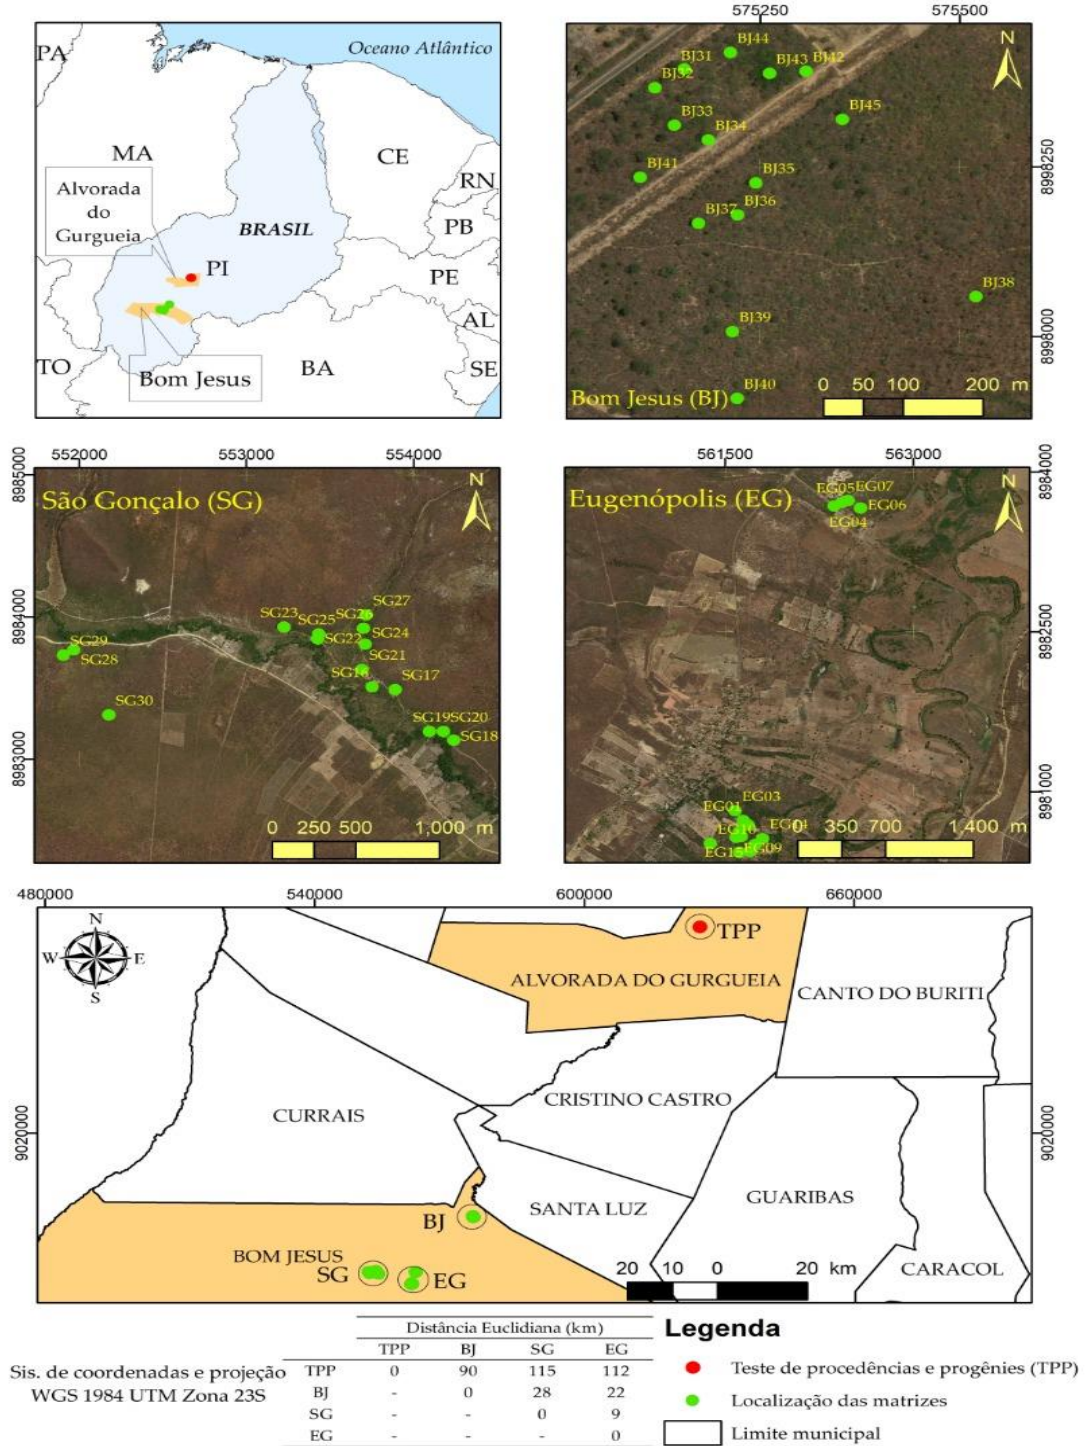 Oceano Atlântico
PA
MA
CE
RN
PB
PE
AL
SE
BA
TO
PI
BRASIL
Alvorada
do
Gurgueia
Bom Jesus
575250 575500
8998250
8998000
N
BJ44
BJ31
BJ43 BJ42
BJ32
BJ45
BJ33
BJ34
BJ41
BJ35
BJ36
BJ37
BJ38
BJ39
BJ40
Bom Jesus (BJ)
0 50 100 200 m
552000 553000 554000
8985000
8984000
8983000
São Gonçalo (SG)
N
SG27
SG23 SG25 SG26
SG22 SG24
SG29
SG28
SG21
SG16 SG17
SG30
SG19 SG20
SG18
0 250 500 1,000 m
561500 563000
8984000
8982500
8981000
Eugenópolis (EG)
N
EG05 EG07
EG06
EG04
EG03
EG01
EG10
EG15 EG09
0 350 700 1,400 m
480000 540000 600000 660000
9020000 9020000
N
W E
S
TPP
ALVORADA DO GURGUEIA
CANTO DO BURITI
CURRAIS
CRISTINO CASTRO
SANTA LUZ
GUARIBAS
CARACOL
BJ
BOM JESUS
SG EG
20 10 0 20 km
Distância Euclidiana (km)
TPP BJ SG EG
TPP 0 90 115 112
BJ - 0 28 22
SG - - 0 9
EG - - - 0
Sis. de coordenadas e projeção
WGS 1984 UTM Zona 23S
Legenda
Teste de procedências e progênies (TPP)
Localização das matrizes
Limite municipal